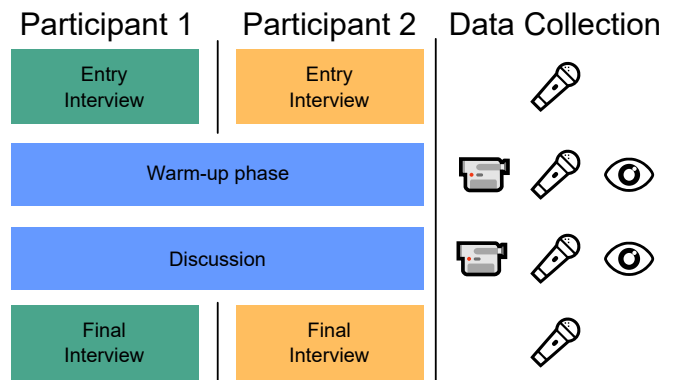 Participant 1
Participant 2
Data Collection
Entry
Interview
Entry
Interview
Warm-up phase
Discussion
Final
Interview
Final
Interview